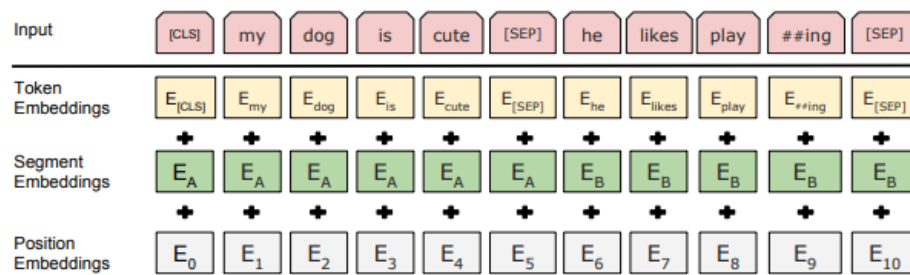 Input [CLS] my dog is cute [SEP] he likes play ##ing [SEP]
Token Embeddings E[CLS] Emy Edog Eis Ecute E[SEP] Ehe Elikes Eplay E##ing E[SEP]
+ + + + + + + + + + +
Segment Embeddings EA EA EA EA EA EA EB EB EB EB EB
+ + + + + + + + + + +
Position Embeddings E0 E1 E2 E3 E4 E5 E6 E7 E8 E9 E10